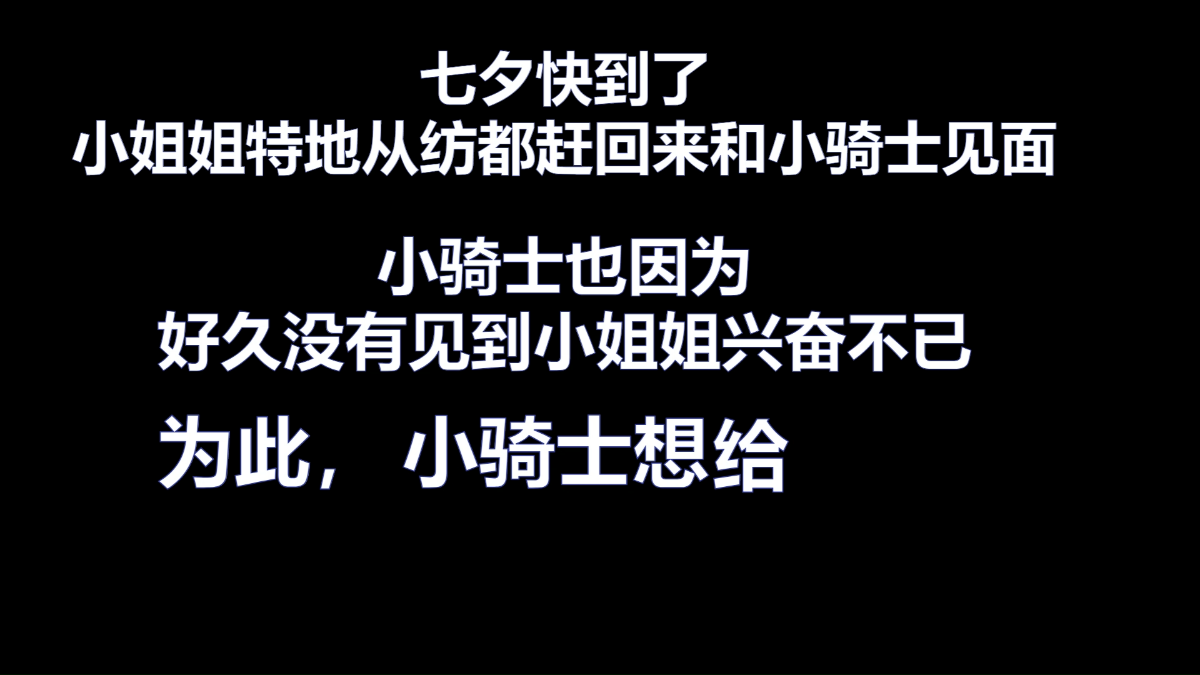 七夕快到了
小姐姐特地从纺都赶回来和小骑士见面
小骑士也因为
好久没有见到小姐姐兴奋不已
为此，小骑士想给